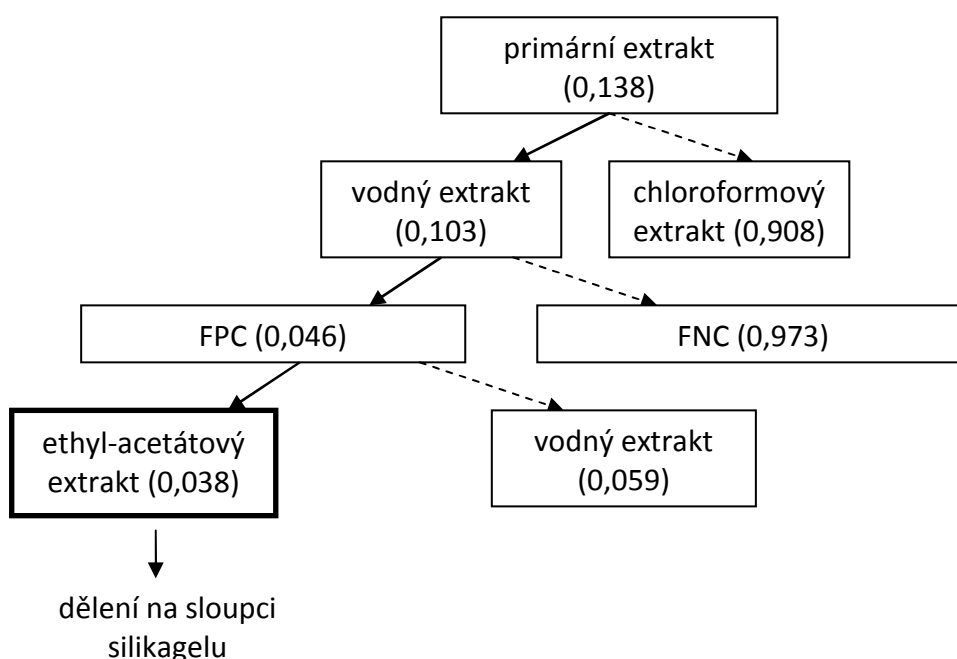 primární extrakt
(0,138)
vodný extrakt
(0,103)
chloroformový
extrakt (0,908)
FPC (0,046)
FNC (0,973)
ethyl-acetátový
extrakt (0,038)
vodný extrakt
(0,059)
dělení na sloupci
silikagelu